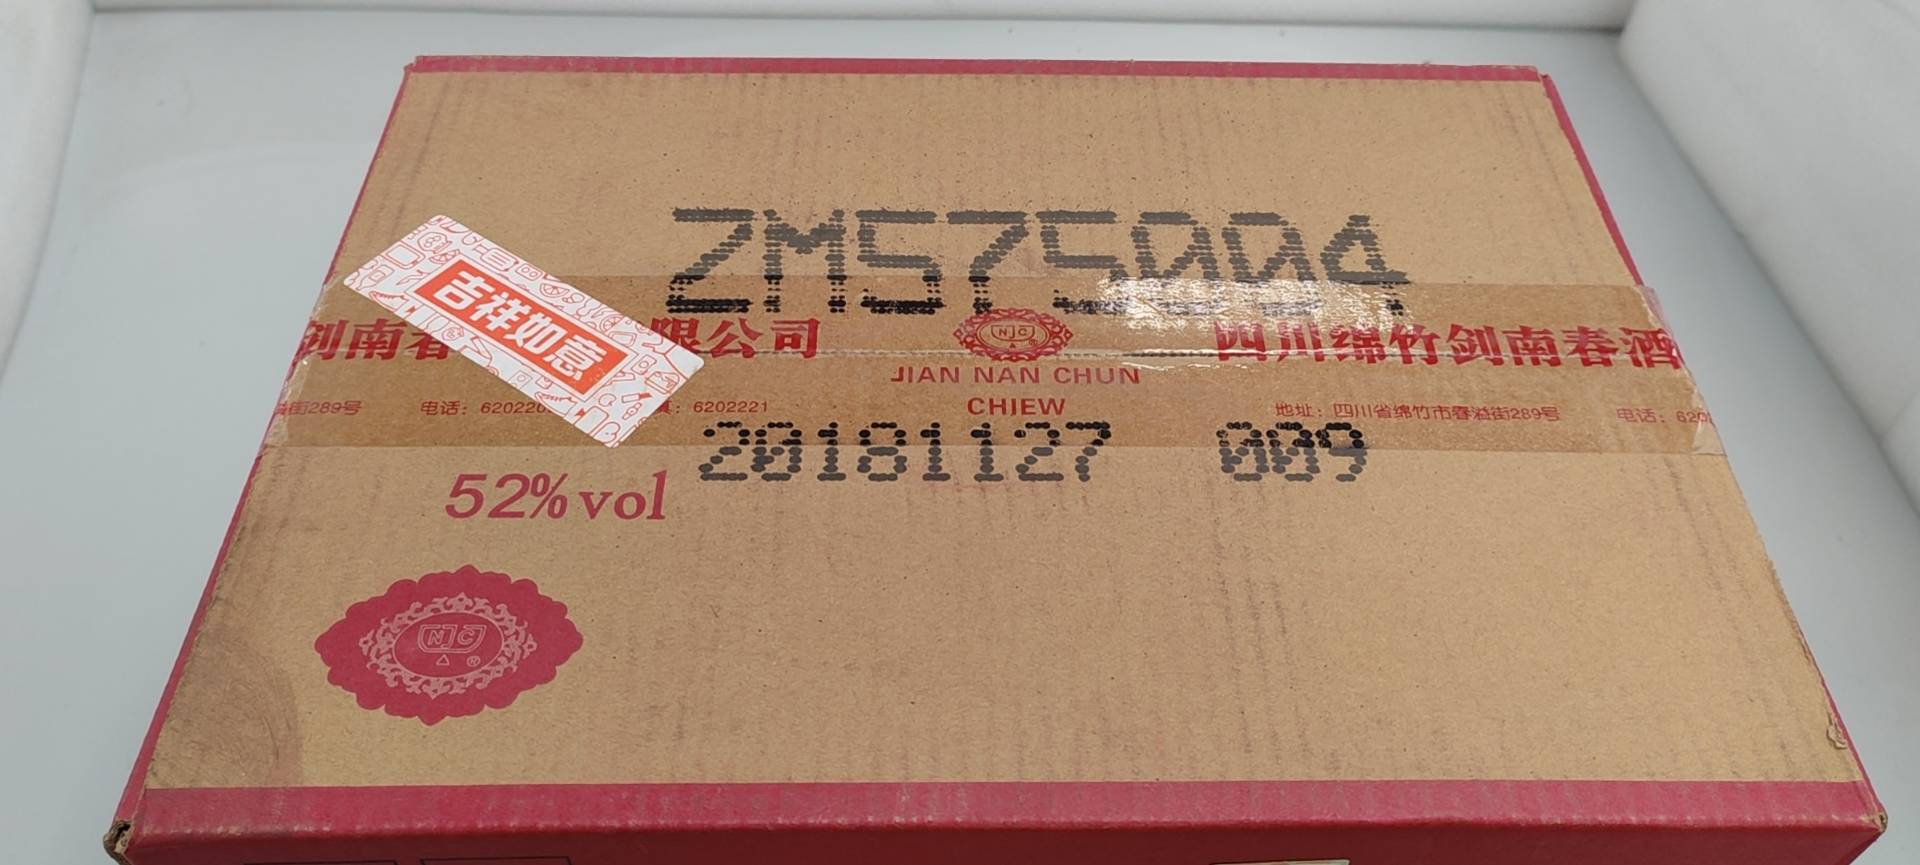 ZM575004
吉祥如意
剑南春 限公司 NJC ® 四川绵竹剑南春酒
JIAN NAN CHUN
CHIEW
街289号 电话：620220 ：6202221 地址：四川省绵竹市春溢街289号 电话：620
20181127 009
52%vol
NJC
®